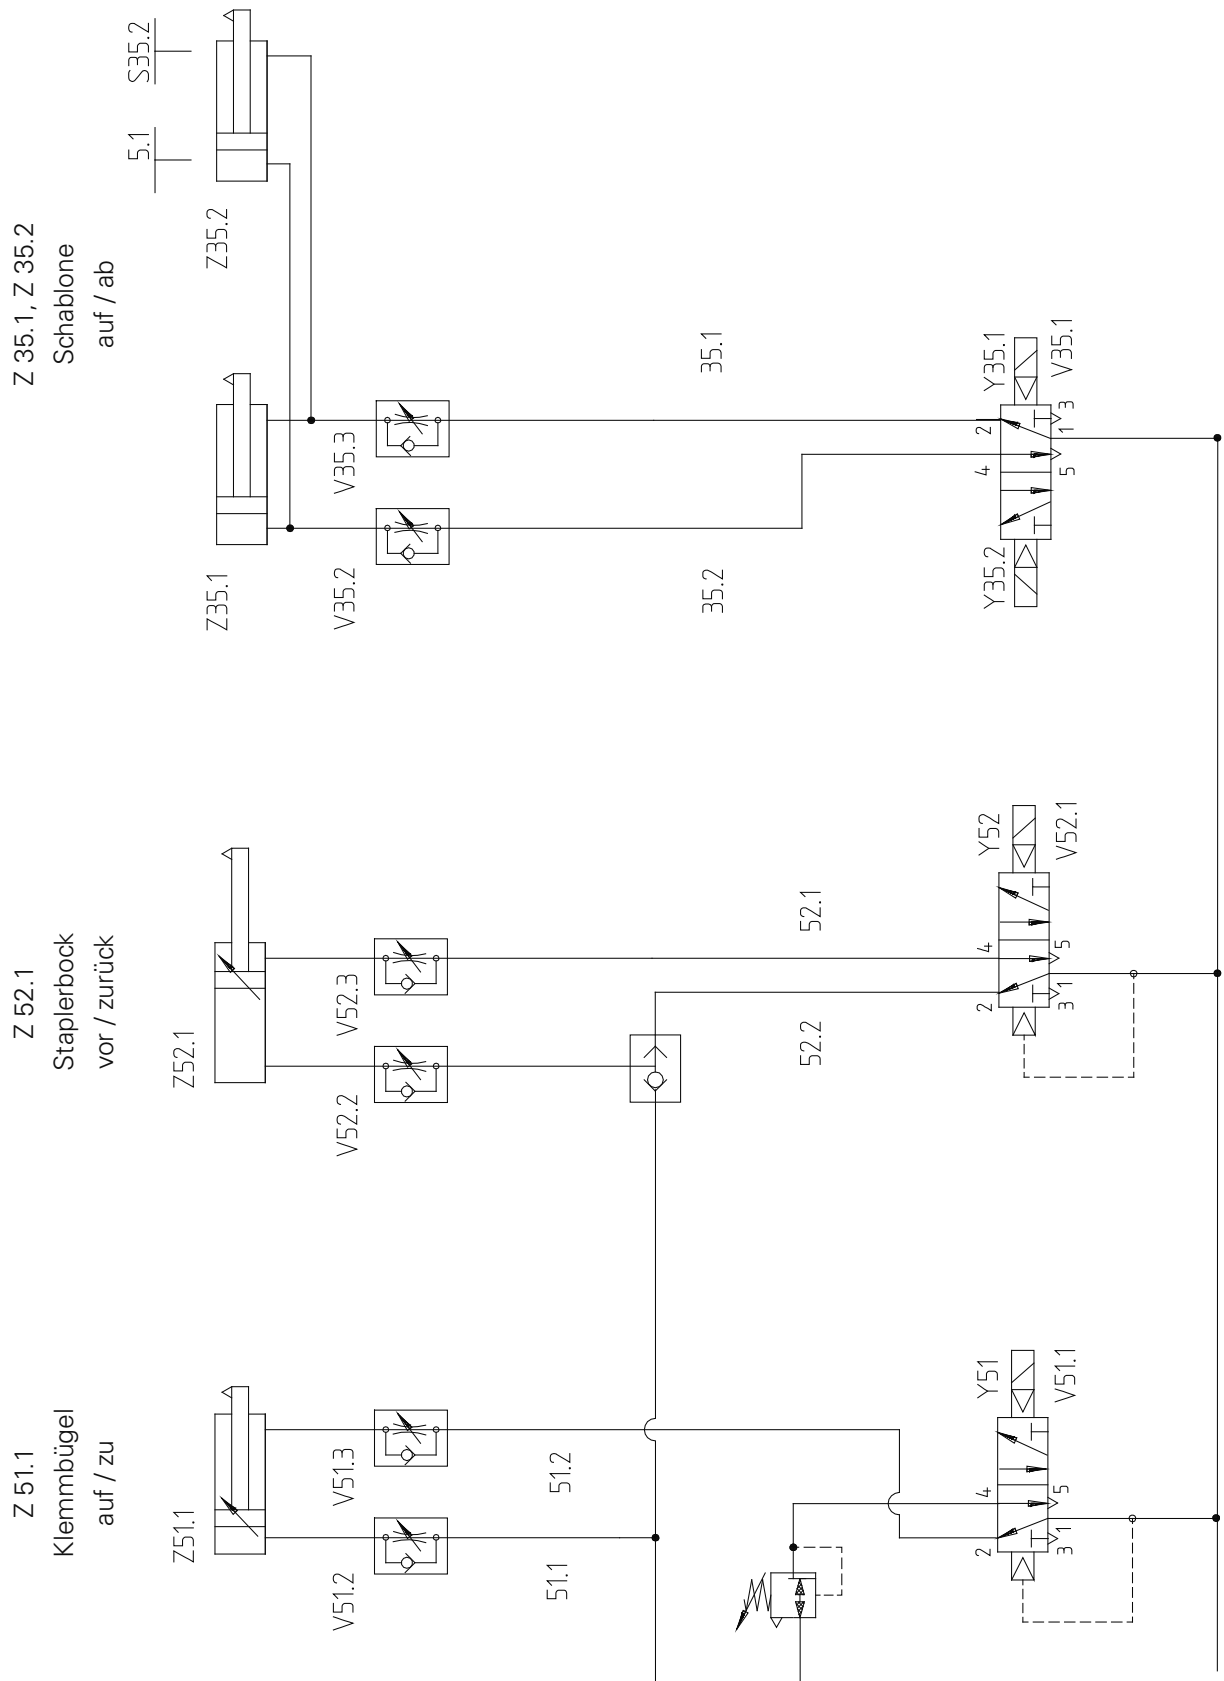 Z 51.1
Klemmbügel
auf / zu
Z 52.1
Staplerbock
vor / zurück
Z 35.1, Z 35.2
Schablone
auf / ab
5.1
S35.2
Z51.1
Z52.1
Z35.1
Z35.2
V51.2
V51.3
V52.2
V52.3
V35.2
V35.3
51.1
51.2
52.2
52.1
35.2
35.1
2
4
Y51
3
1
5
V51.1
2
4
Y52
3
1
5
V52.1
Y35.2
4
2
Y35.1
5
1
3
V35.1